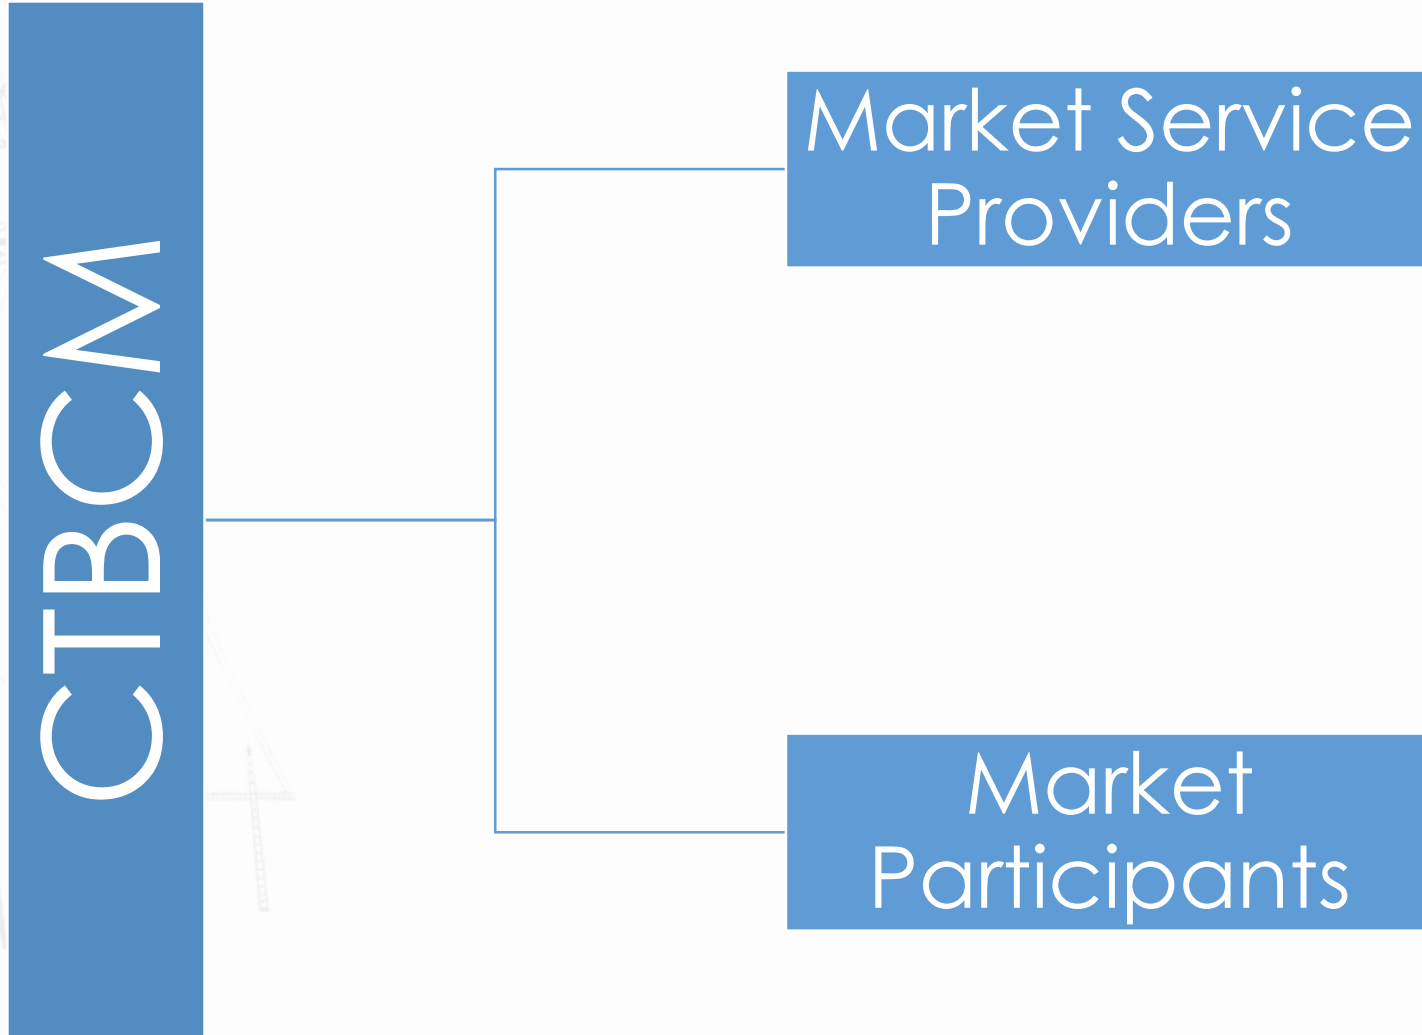 CTBCM
Market Service
Providers
Market
Participants